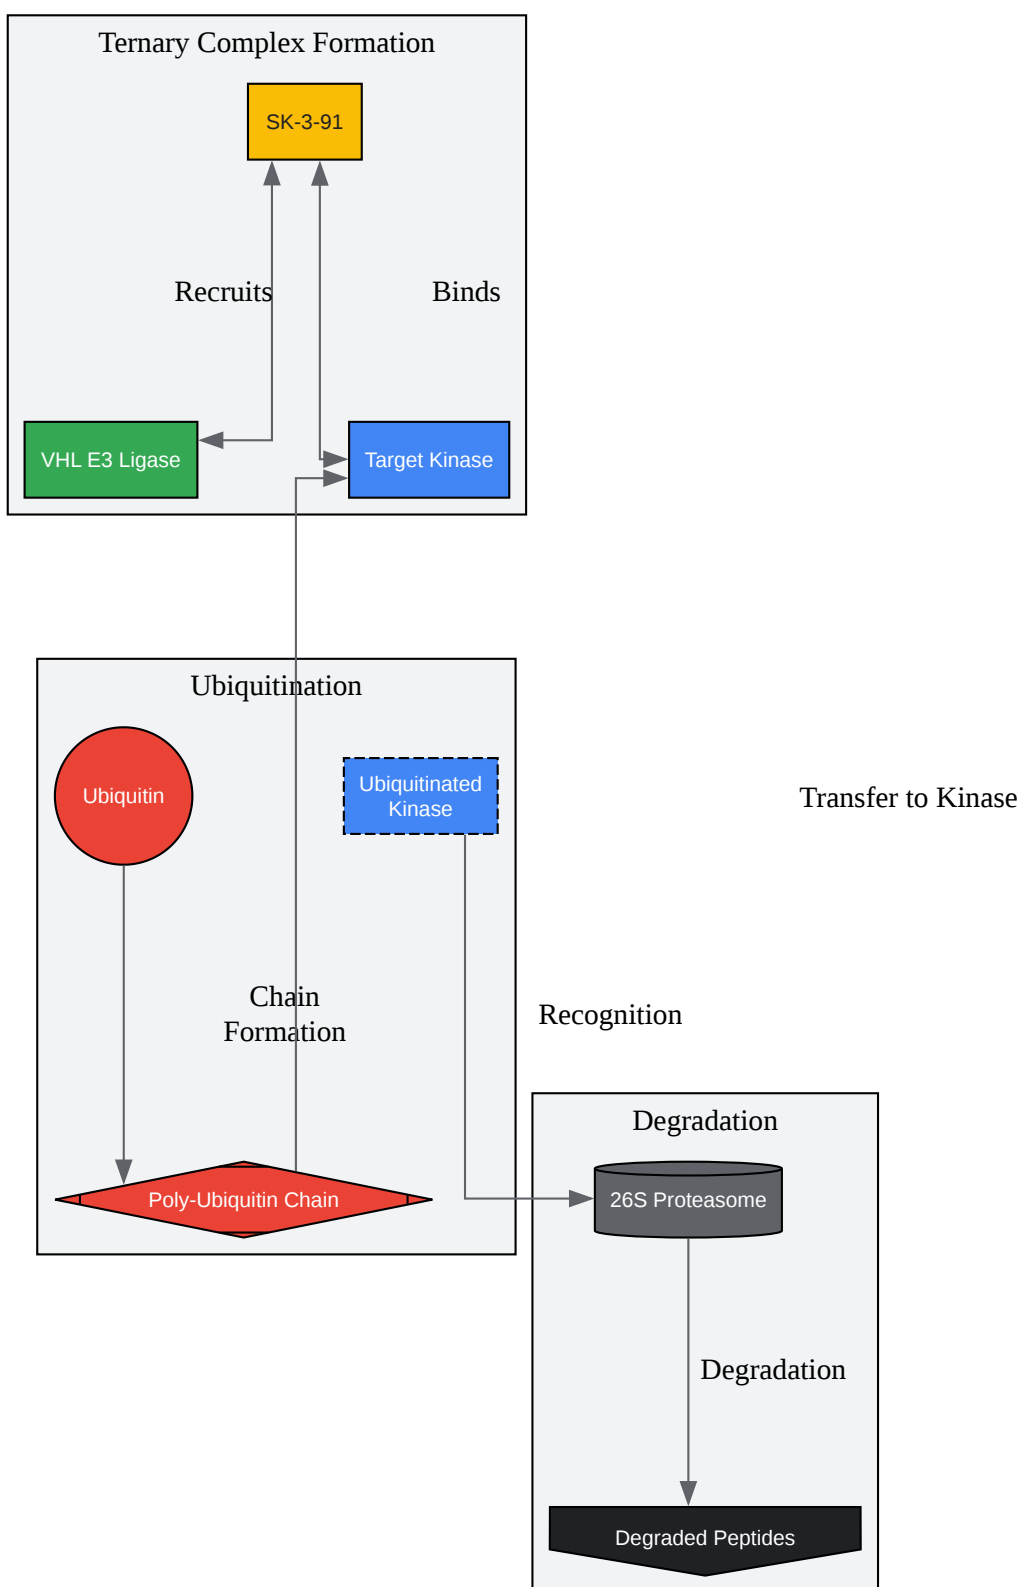 Ternary Complex Formation
SK-3-91
Recruits
Binds
VHL E3 Ligase
Target Kinase
Ubiquitination
Ubiquitin
Ubiquitinated
Kinase
Transfer to Kinase
Chain
Formation
Recognition
Degradation
Poly-Ubiquitin Chain
26S Proteasome
Degradation
Degraded Peptides